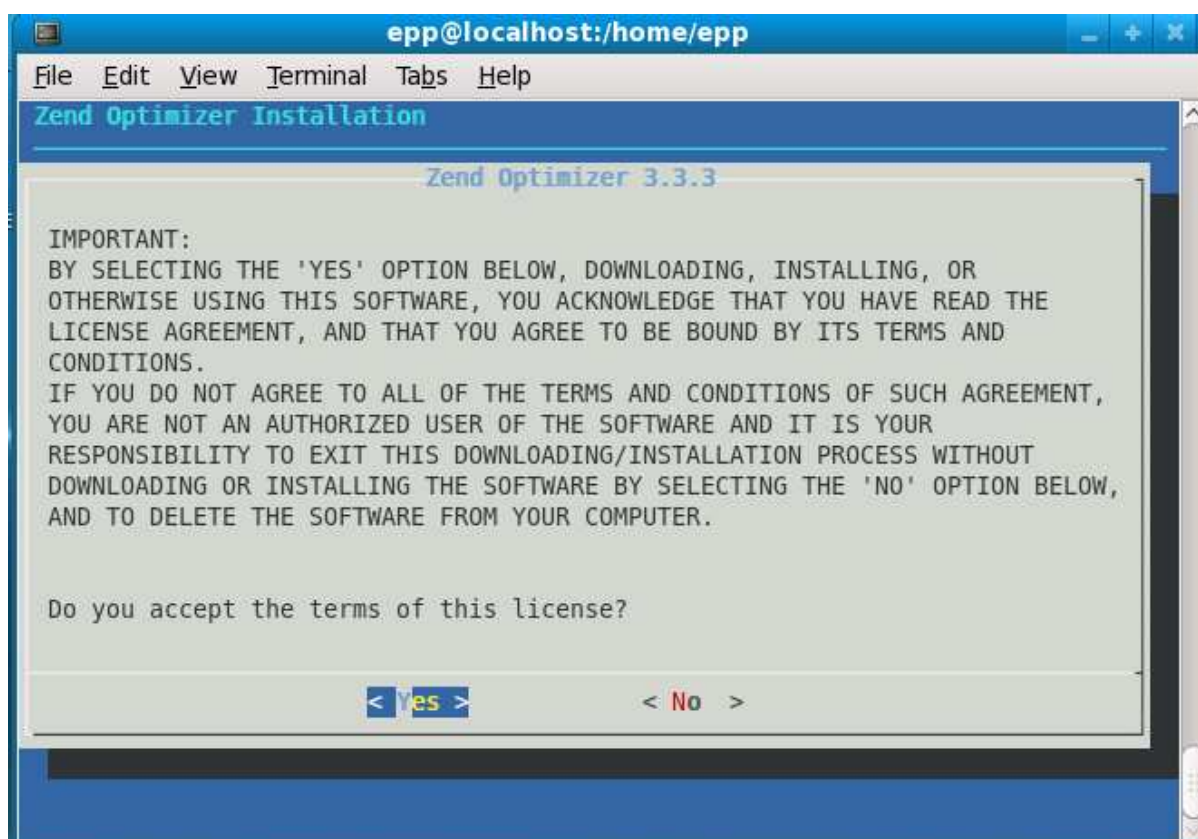 epp@localhost:/home/epp
File Edit View Terminal Tabs Help
Zend Optimizer Installation
Zend Optimizer 3.3.3
IMPORTANT:
BY SELECTING THE 'YES' OPTION BELOW, DOWNLOADING, INSTALLING, OR
OTHERWISE USING THIS SOFTWARE, YOU ACKNOWLEDGE THAT YOU HAVE READ THE
LICENSE AGREEMENT, AND THAT YOU AGREE TO BE BOUND BY ITS TERMS AND
CONDITIONS.
IF YOU DO NOT AGREE TO ALL OF THE TERMS AND CONDITIONS OF SUCH AGREEMENT,
YOU ARE NOT AN AUTHORIZED USER OF THE SOFTWARE AND IT IS YOUR
RESPONSIBILITY TO EXIT THIS DOWNLOADING/INSTALLATION PROCESS WITHOUT
DOWNLOADING OR INSTALLING THE SOFTWARE BY SELECTING THE 'NO' OPTION BELOW,
AND TO DELETE THE SOFTWARE FROM YOUR COMPUTER.
Do you accept the terms of this license?
< Yes > < No >